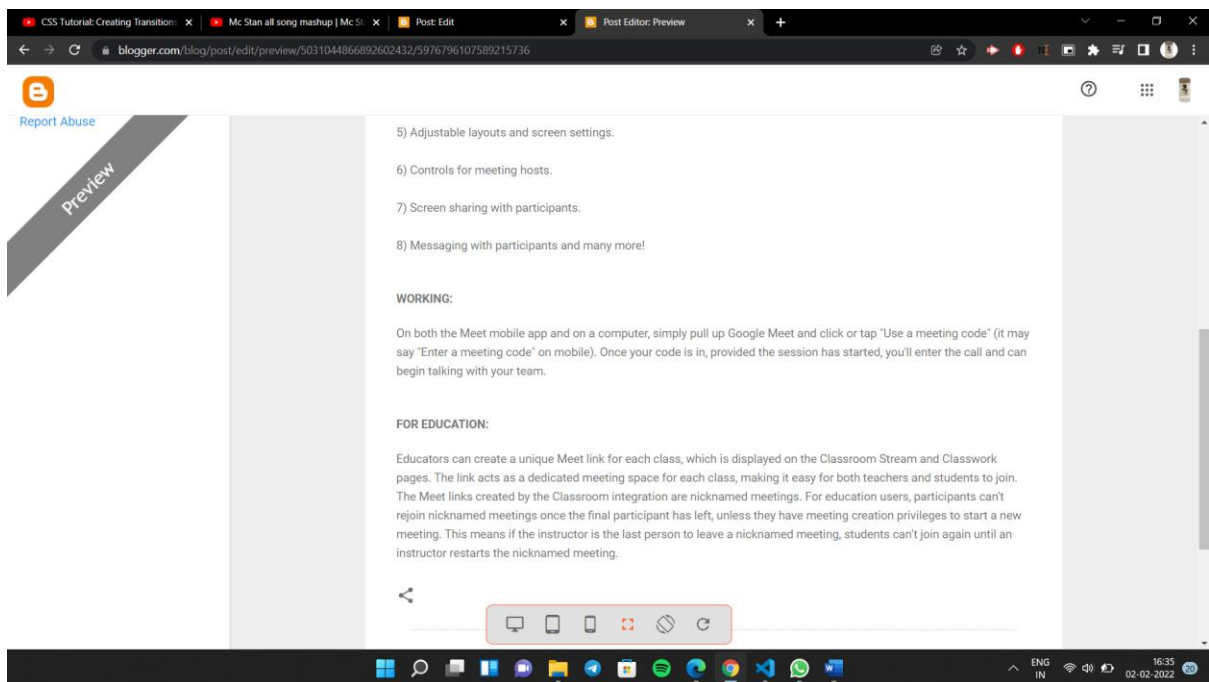 CSS Tutorial: Creating Transition
Mc Stan all song mashup | Mc St
Post: Edit
Post Editor: Preview
blogger.com/blog/post/edit/preview/5031044866892602432/5976796107589215736
Report Abuse
Preview
5) Adjustable layouts and screen settings.
6) Controls for meeting hosts.
7) Screen sharing with participants.
8) Messaging with participants and many more!
WORKING:
On both the Meet mobile app and on a computer, simply pull up Google Meet and click or tap "Use a meeting code" (it may
say "Enter a meeting code" on mobile). Once your code is in, provided the session has started, you'll enter the call and can
begin talking with your team.
FOR EDUCATION:
Educators can create a unique Meet link for each class, which is displayed on the Classroom Stream and Classwork
pages. The link acts as a dedicated meeting space for each class, making it easy for both teachers and students to join.
The Meet links created by the Classroom integration are nicknamed meetings. For education users, participants can't
rejoin nicknamed meetings once the final participant has left, unless they have meeting creation privileges to start a new
meeting. This means if the instructor is the last person to leave a nicknamed meeting, students can't join again until an
instructor restarts the nicknamed meeting.
ENG
IN
16:35
02-02-2022
20